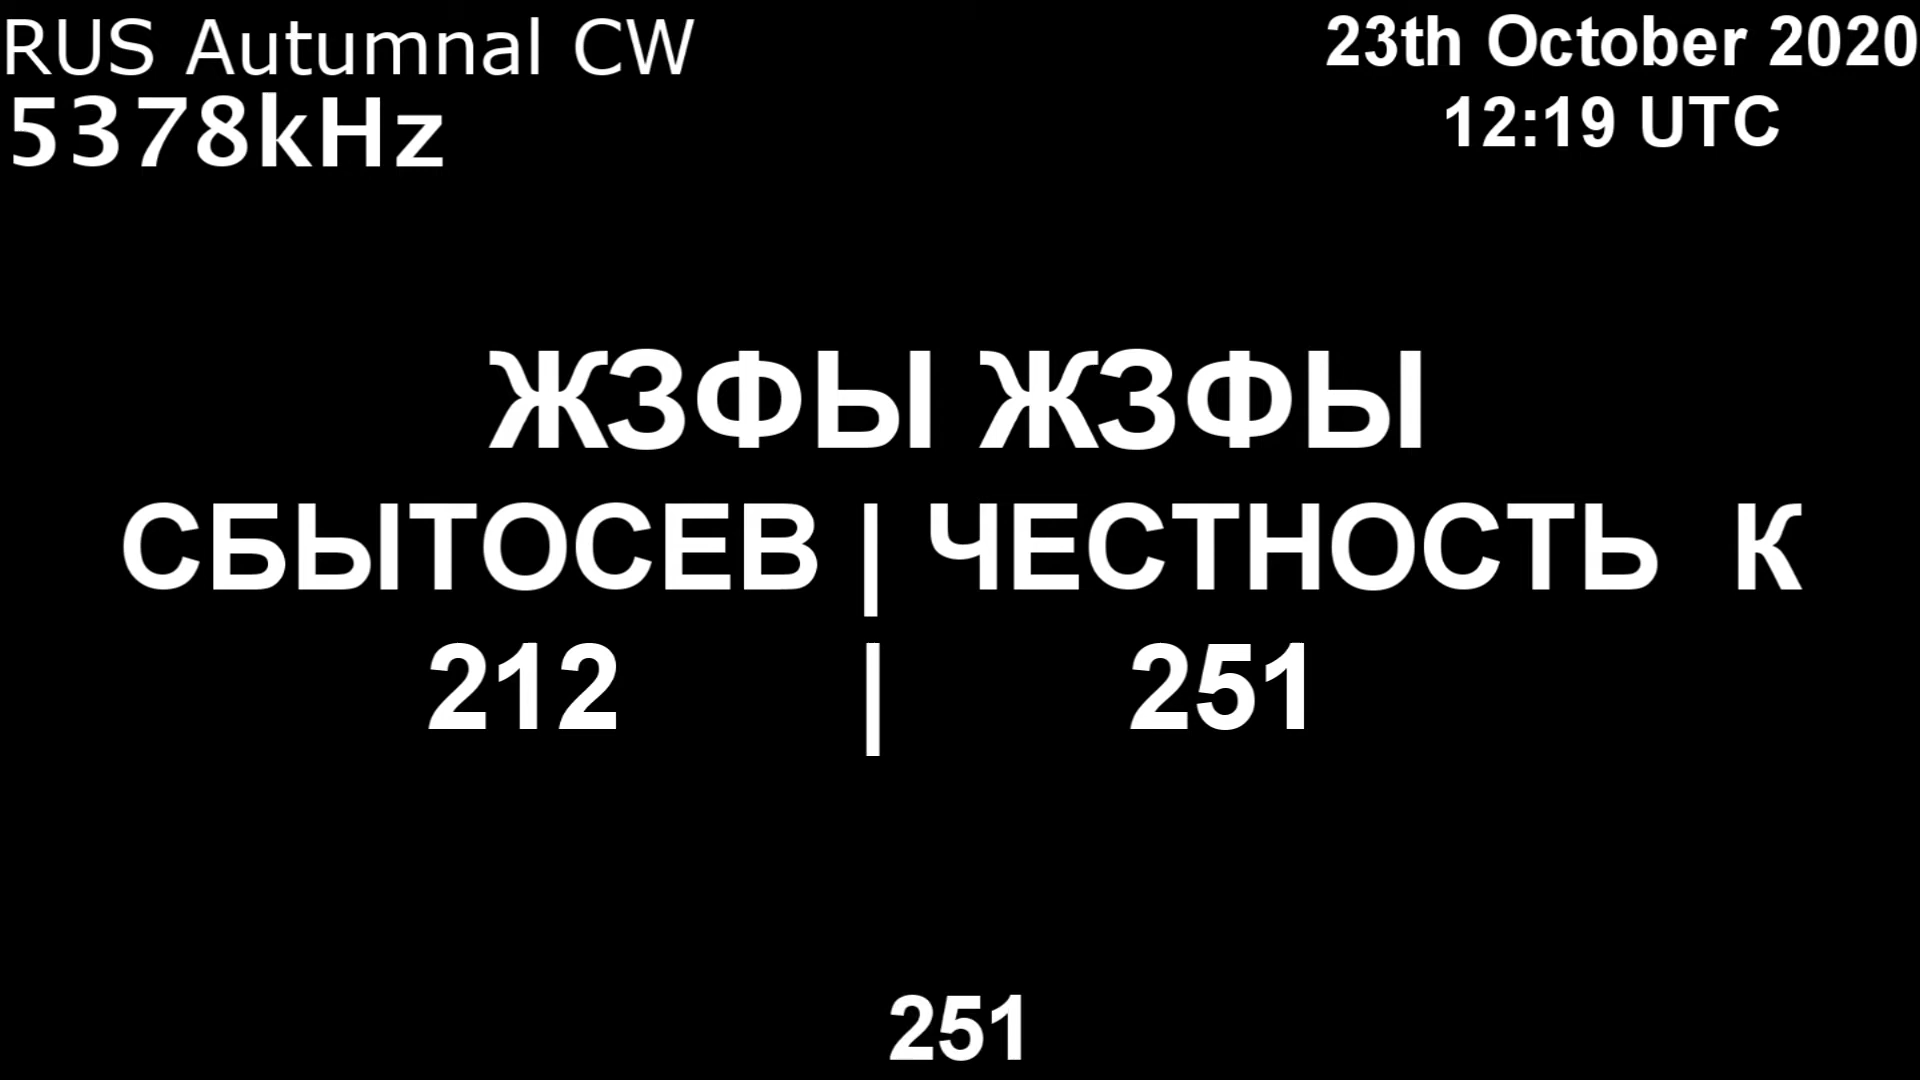 RUS Autumnal CW
5378kHz
23th October 2020
12:19 UTC
ЖЗФЫ ЖЗФЫ
СБЫТОСЕВ | ЧЕСТНОСТЬ К
212 | 251
251